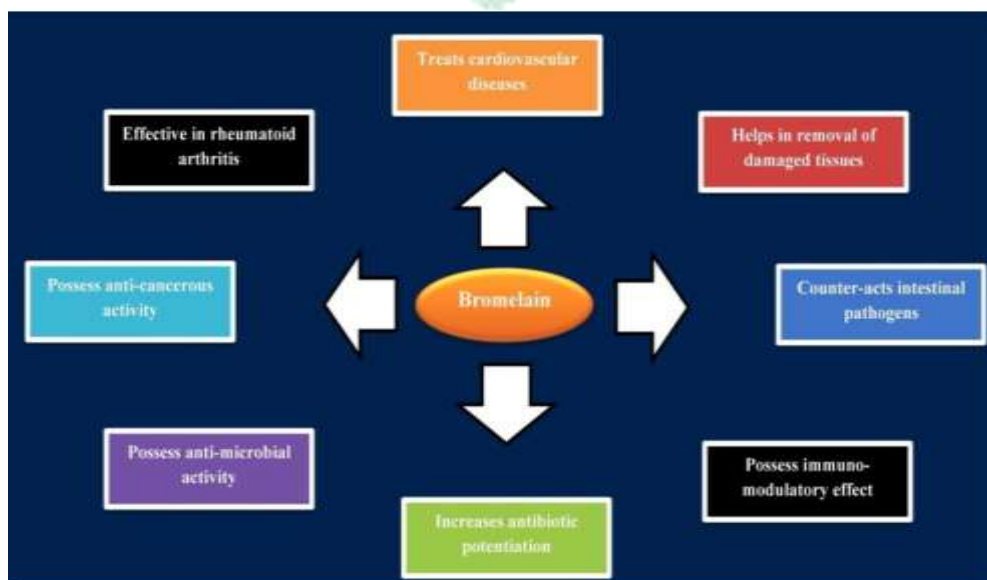 Treats cardiovascular
diseases
Effective in rheumatoid
arthritis
Helps in removal of
damaged tissues
Possess anti-cancerous
activity
Bromelain
Counter-acts intestinal
pathogens
Possess anti-microbial
activity
Possess immuno-
modulatory effect
Increases antibiotic
potentiation